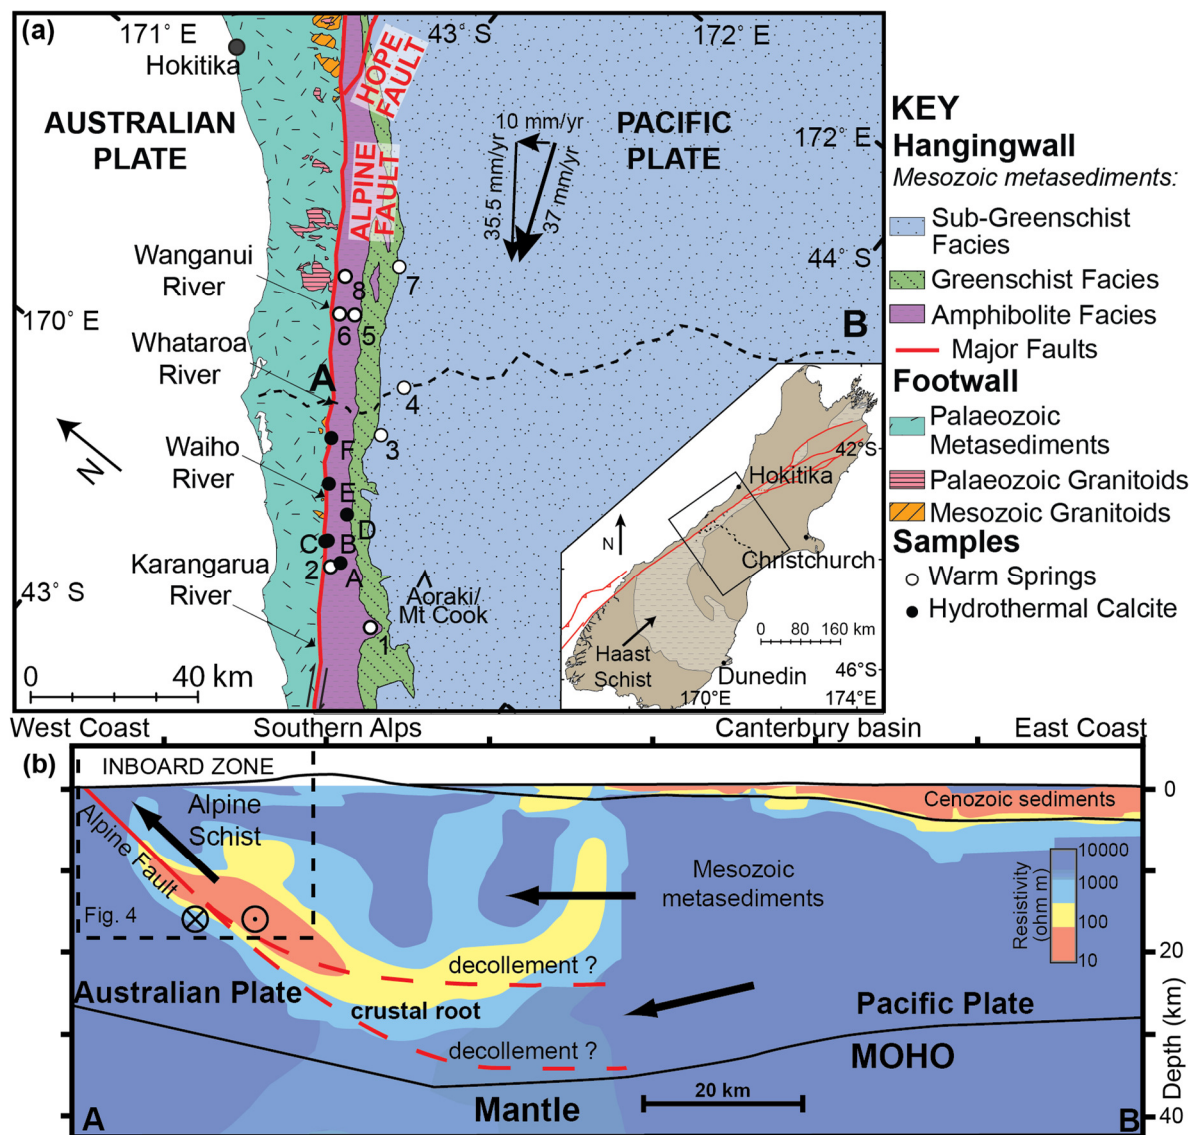 (a)
171° E
43° S
172° E
Hokitika
HOPE
FAULT
AUSTRALIAN
PLATE
PACIFIC
PLATE
10 mm/yr
35.5 mm/yr
37 mm/yr
172° E
ALPINE
FAULT
44° S
Wanganui
River
7
8
6
5
170° E
B
Whataroa
River
A
4
Waiho
River
F
3
E
D
C
B
2
A
Karangarua
River
Aoraki/
Mt Cook
1
N
43° S
0
40 km
42°S
Hokitika
N
Christchurch
0 80 160 km
Haast
Schist
Dunedin
46°S
170°E
174°E
KEY
Hangingwall
Mesozoic metasediments:
Sub-Greenschist
Facies
Greenschist Facies
Amphibolite Facies
Major Faults
Footwall
Palaeozoic
Metasediments
Palaeozoic Granitoids
Mesozoic Granitoids
Samples
Warm Springs
Hydrothermal Calcite
West Coast
Southern Alps
Canterbury basin
East Coast
(b)
INBOARD ZONE
0
Alpine
Schist
Cenozoic sediments
Alpine Fault
Mesozoic
metasediments
10000
1000
100
10
Resistivity
(ohm m)
Fig. 4
20
decollement ?
Australian Plate
crustal root
Pacific Plate
decollement ?
MOHO
20 km
Mantle
A
B
40
Depth (km)